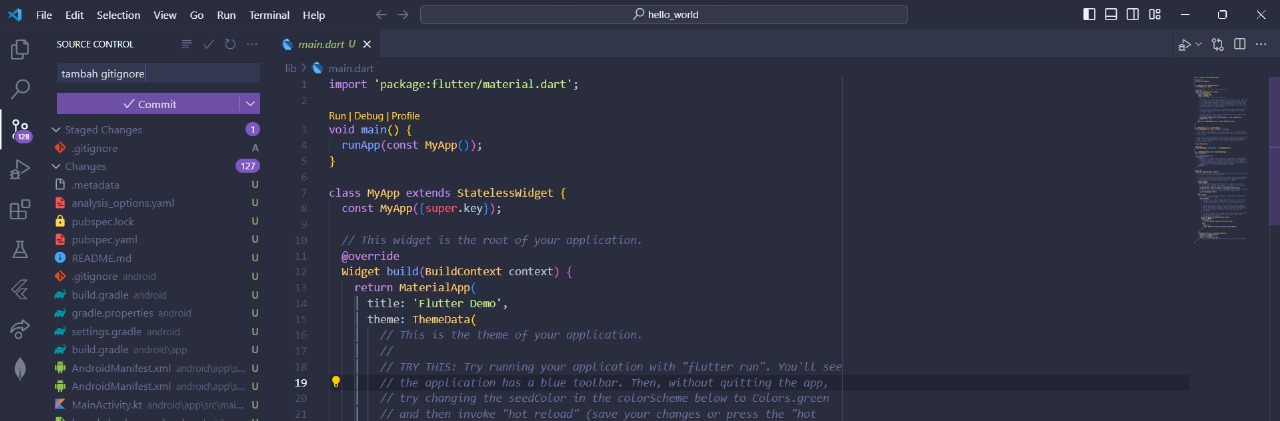 File Edit Selection View Go Run Terminal Help
hello_world
SOURCE CONTROL
tambah gitignore
Commit
Staged Changes 1
.gitignore A
Changes 127
.metadata U
analysis_options.yaml U
pubspec.lock U
pubspec.yaml U
README.md U
.gitignore android U
build.gradle android U
gradle.properties android U
settings.gradle android U
build.gradle android\app U
AndroidManifest.xml android\app\s... U
AndroidManifest.xml android\app\s... U
MainActivity.kt android\app\src\mai... U
128
main.dart U
lib > main.dart
1 import 'package:flutter/material.dart';
2
Run | Debug | Profile
3 void main() {
4 runApp(const MyApp());
5 }
6
7 class MyApp extends StatelessWidget {
8 const MyApp({super.key});
9
10 // This widget is the root of your application.
11 @override
12 Widget build(BuildContext context) {
13 return MaterialApp(
14 title: 'Flutter Demo',
15 theme: ThemeData(
16 // This is the theme of your application.
17 //
18 // TRY THIS: Try running your application with "flutter run". You'll see
19 // the application has a blue toolbar. Then, without quitting the app,
20 // try changing the seedColor in the colorScheme below to Colors.green
21 // and then invoke "hot reload" (save your changes or press the "hot